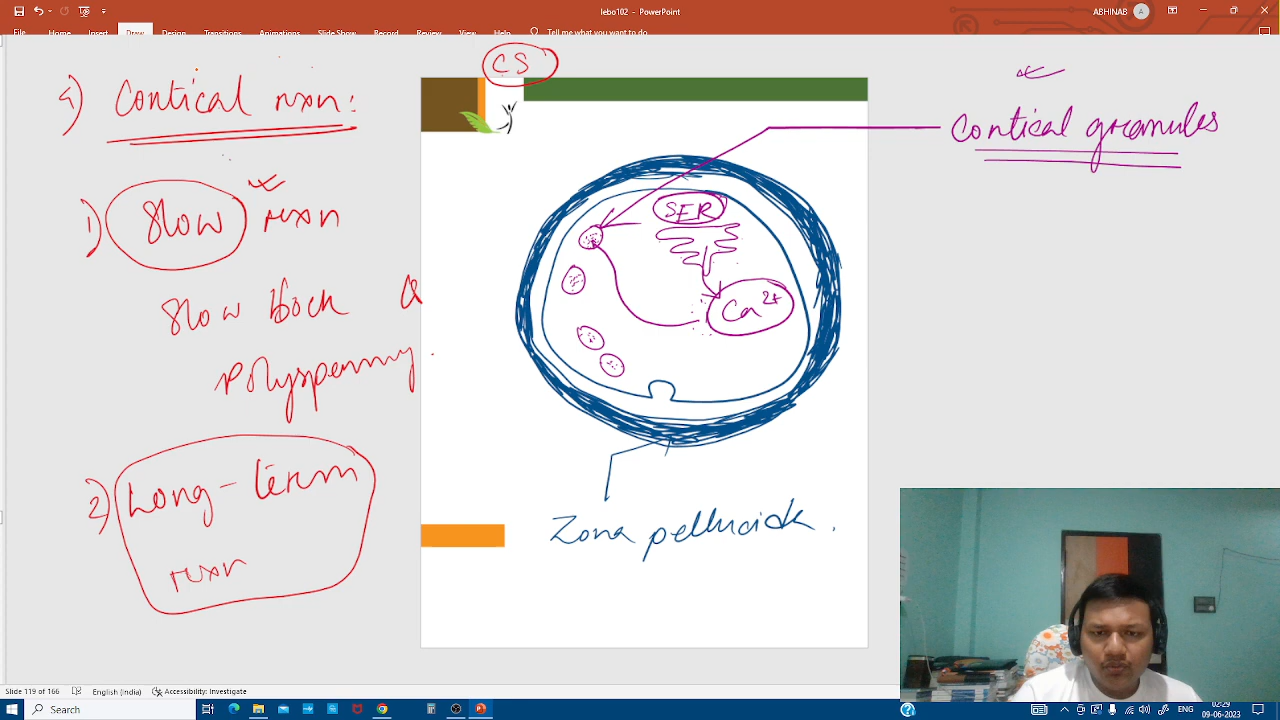 lebo102 - PowerPoint
ABHINAB A
File Home Insert Draw Design Transitions Animations Slide Show Record Review View Help Tell me what you want to do
CS
4) Cortical rxn:
Cortical granules
1) Slow rxn
SER
Slow block
Ca2+
Polyspermy.
2) Long-term
rxn
Zona pellucida.
Slide 119 of 166 English (India) Accessibility: Investigate
Search
ENG
02:29
09-06-2023